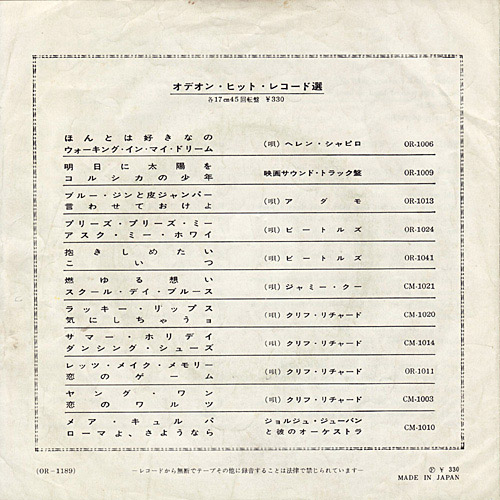 オデオン・ヒット・レコード選
各17㎝45回転盤 ¥330
ほんとは好きなの
ウォーキング・イン・マイ・ドリーム (唄) ヘレン・シャピロ OR-1006
明日に太陽を
コルシカの少年 映画サウンド・トラック盤 OR-1009
ブルー・ジンと皮ジャンパー
言わせておけよ (唄) アダモ OR-1013
プリーズ・プリーズ・ミー
アスク・ミー・ホワイ (唄) ビートルズ OR-1024
抱きしめたい
こいつ (唄) ビートルズ OR-1041
燃ゆる想い
スクール・デイ・ブルース (唄) ジャミー・クー CM-1021
ラッキー・リップス
気にしちゃうョ (唄) クリフ・リチャード CM-1020
サマー・ホリデイ
ダンシング・シューズ (唄) クリフ・リチャード CM-1014
レッツ・メイク・メモリー
恋のゲーム (唄) クリフ・リチャード OR-1011
ヤング・ワン
恋のワルツ (唄) クリフ・リチャード CM-1003
メア・キュルパ ジョルジュ・ジューバン
ローマよ、さようなら と彼のオーケストラ CM-1010
(OR-1189) ―レコードから無断でテープその他に録音することは法律で禁じられています― Ⓟ ¥ 330
MADE IN JAPAN